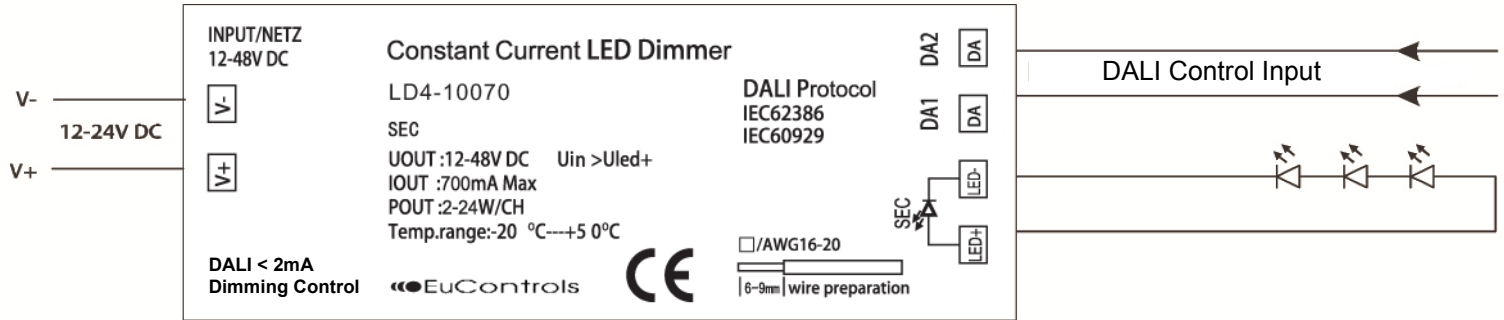 V-
12-24V DC
V+
INPUT/NETZ
12-48V DC
V-
V+
DALI < 2mA
Dimming Control
Constant Current LED Dimmer
LD4-10070
SEC
UOUT :12-48V DC Uin >Uled+
IOUT :700mA Max
POUT :2-24W/CH
Temp.range:-20 ⁰C---+5 0⁰C
EuControls
CE
DALI Protocol
IEC62386
IEC60929
□/AWG16-20
6-9mm wire preparation
DA2
DA
DA1
DA
SEC
LED-
LED+
DALI Control Input